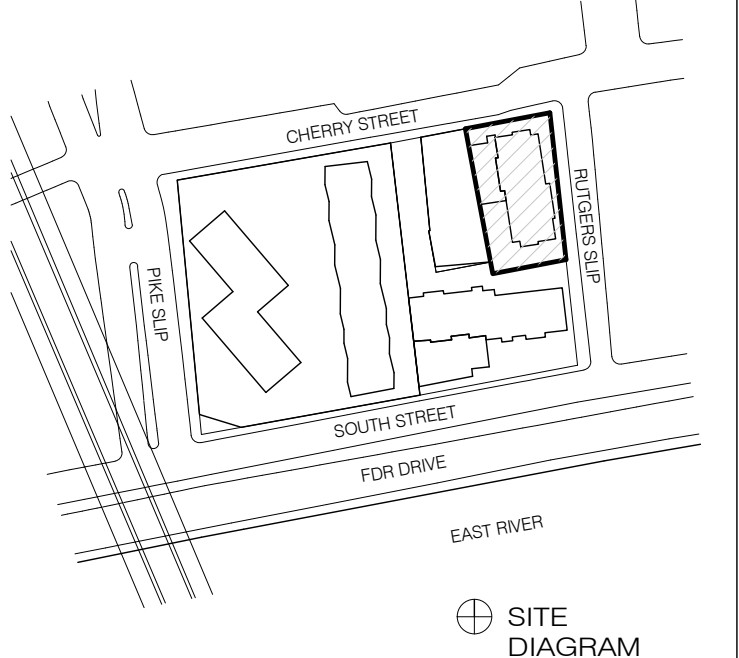 CHERRY STREET
RUTGERS SLIP
PIKE SLIP
SOUTH STREET
FDR DRIVE
EAST RIVER
SITE
DIAGRAM